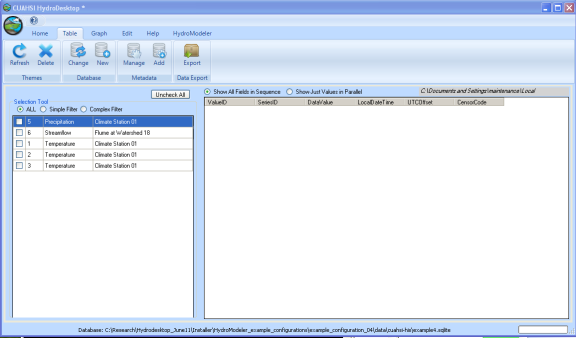 CUAHSI HydroDesktop *
Home Table Graph Edit Help HydroModeler
Refresh Delete Change New Manage Add Export
Themes Database Metadata Data Export
Uncheck All
Selection Tool
ALL Simple Filter Complex Filter
5 Precipitation Climate Station 01
6 Streamflow Flume at Watershed 18
1 Temperature Climate Station 01
2 Temperature Climate Station 01
3 Temperature Climate Station 01
Show All Fields in Sequence Show Just Values in Parallel C:\Documents and Settings\maintenance\Local
ValueID SeriesID DataValue LocalDateTime UTCOffset CensorCode
Database: C:\Research\Hydrodesktop_June11\Installer\HydroModeler_example_configurations\example_configuration_04\data\cuahsi-his\example4.sqlite